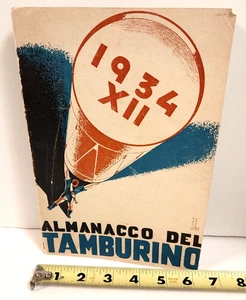 1934
XII
ALMANACCO DEL
TAMBURINO
1 2 3 4 5 6 7 8